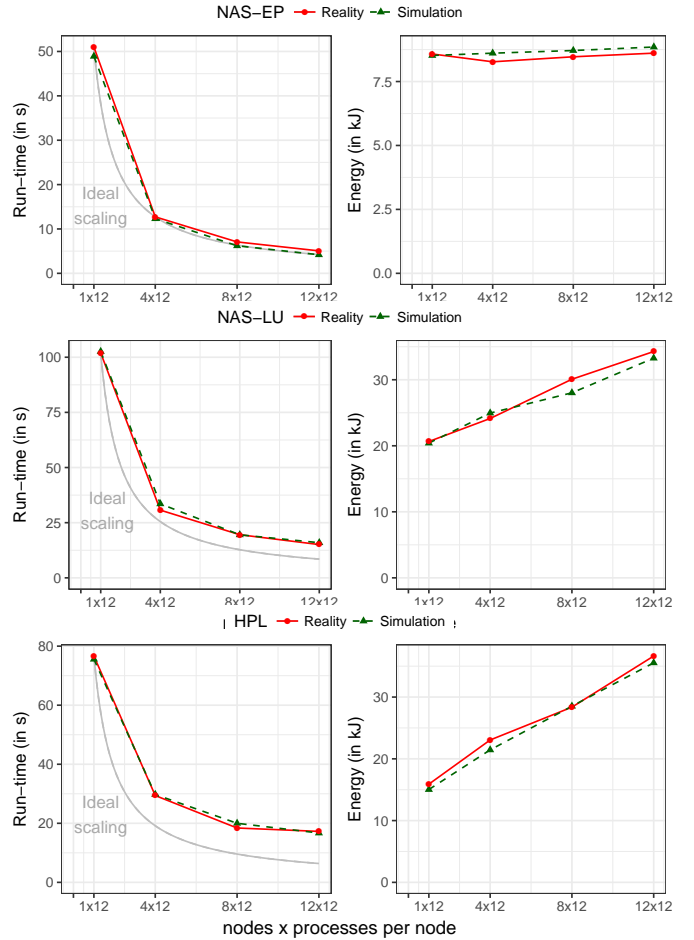 NAS−EP Reality Simulation
Run−time (in s)
50
40
30
20
10
0
Ideal
scaling
1x12 4x12 8x12 12x12
Energy (in kJ)
7.5
5.0
2.5
0.0
1x12 4x12 8x12 12x12
NAS−LU Reality Simulation
Run−time (in s)
100
75
50
25
0
Ideal
scaling
1x12 4x12 8x12 12x12
Energy (in kJ)
30
20
10
0
1x12 4x12 8x12 12x12
HPL Reality Simulation
Run−time (in s)
80
60
40
20
0
Ideal
scaling
1x12 4x12 8x12 12x12
Energy (in kJ)
30
20
10
0
1x12 4x12 8x12 12x12
nodes x processes per node